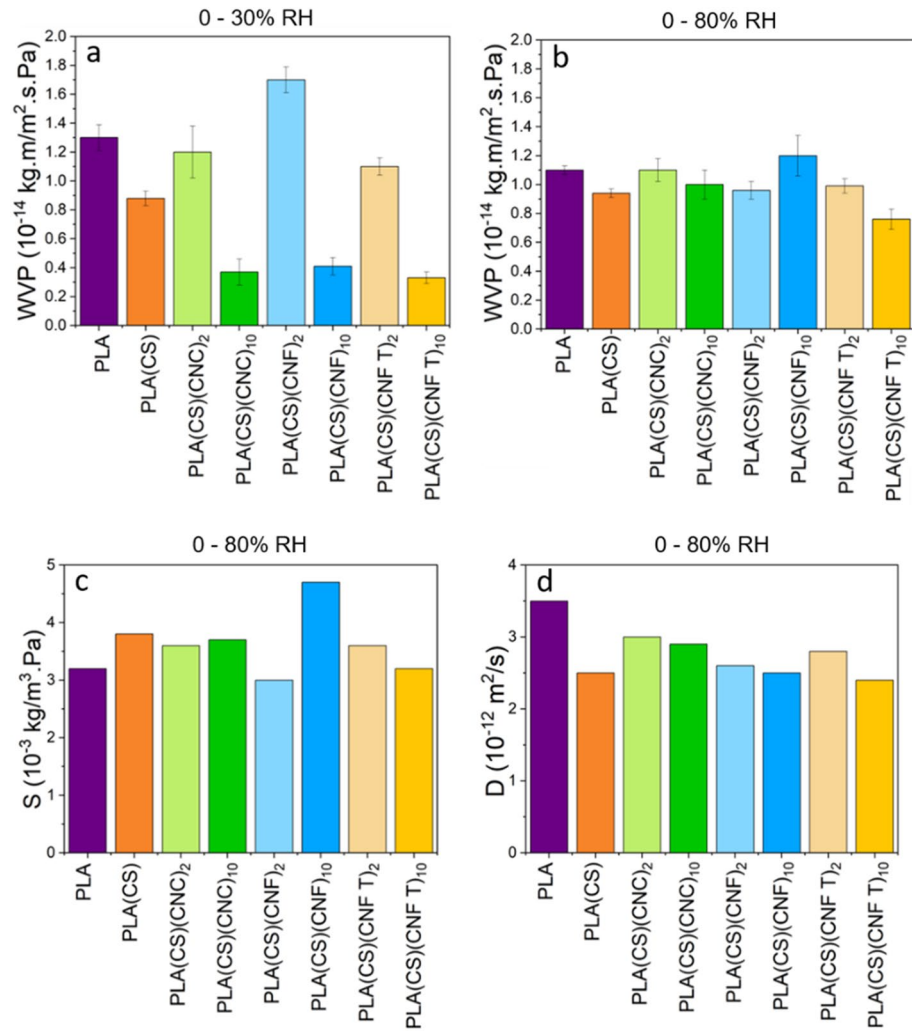 0 - 30% RH
a
WVP (10⁻¹⁴ kg.m/m².s.Pa)
2.0
1.8
1.6
1.4
1.2
1.0
0.8
0.6
0.4
0.2
0.0
PLA
PLA(CS)
PLA(CS)(CNC)₂
PLA(CS)(CNC)₁₀
PLA(CS)(CNF)₂
PLA(CS)(CNF)₁₀
PLA(CS)(CNF T)₂
PLA(CS)(CNF T)₁₀
0 - 80% RH
b
WVP (10⁻¹⁴ kg.m/m².s.Pa)
2.0
1.8
1.6
1.4
1.2
1.0
0.8
0.6
0.4
0.2
0.0
PLA
PLA(CS)
PLA(CS)(CNC)₂
PLA(CS)(CNC)₁₀
PLA(CS)(CNF)₂
PLA(CS)(CNF)₁₀
PLA(CS)(CNF T)₂
PLA(CS)(CNF T)₁₀
0 - 80% RH
c
S (10⁻³ kg/m³.Pa)
5
4
3
2
1
0
PLA
PLA(CS)
PLA(CS)(CNC)₂
PLA(CS)(CNC)₁₀
PLA(CS)(CNF)₂
PLA(CS)(CNF)₁₀
PLA(CS)(CNF T)₂
PLA(CS)(CNF T)₁₀
0 - 80% RH
d
D (10⁻¹² m²/s)
4
3
2
1
0
PLA
PLA(CS)
PLA(CS)(CNC)₂
PLA(CS)(CNC)₁₀
PLA(CS)(CNF)₂
PLA(CS)(CNF)₁₀
PLA(CS)(CNF T)₂
PLA(CS)(CNF T)₁₀